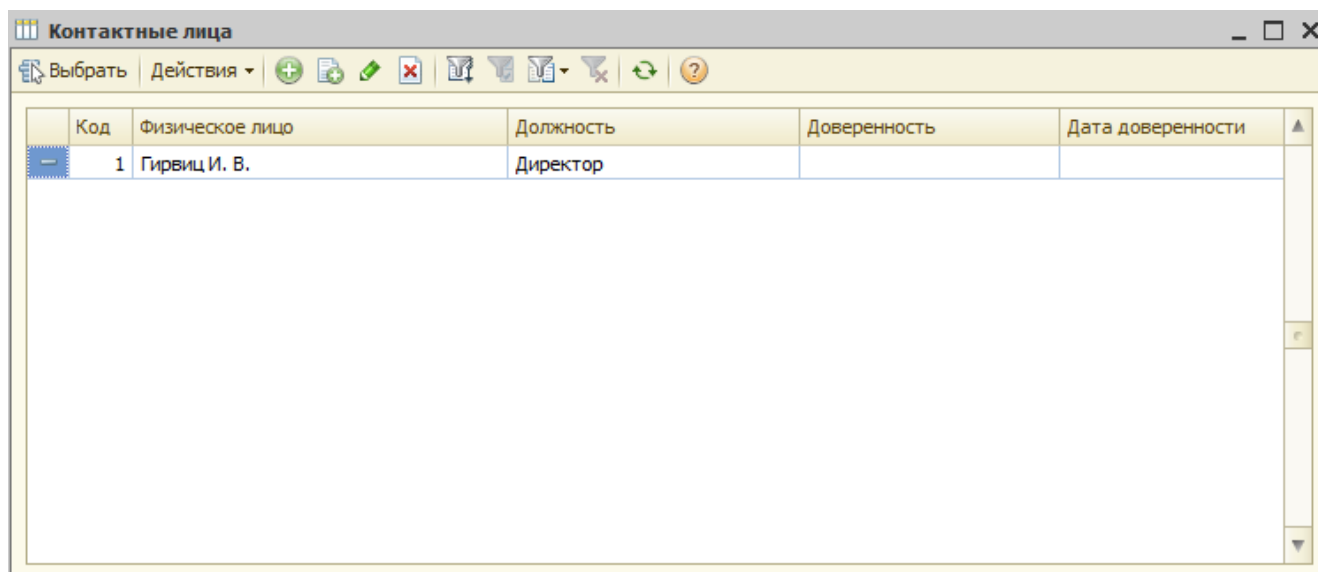 Контактные лица
Выбрать Действия
Код Физическое лицо Должность Доверенность Дата доверенности
1 Гирвиц И. В. Директор